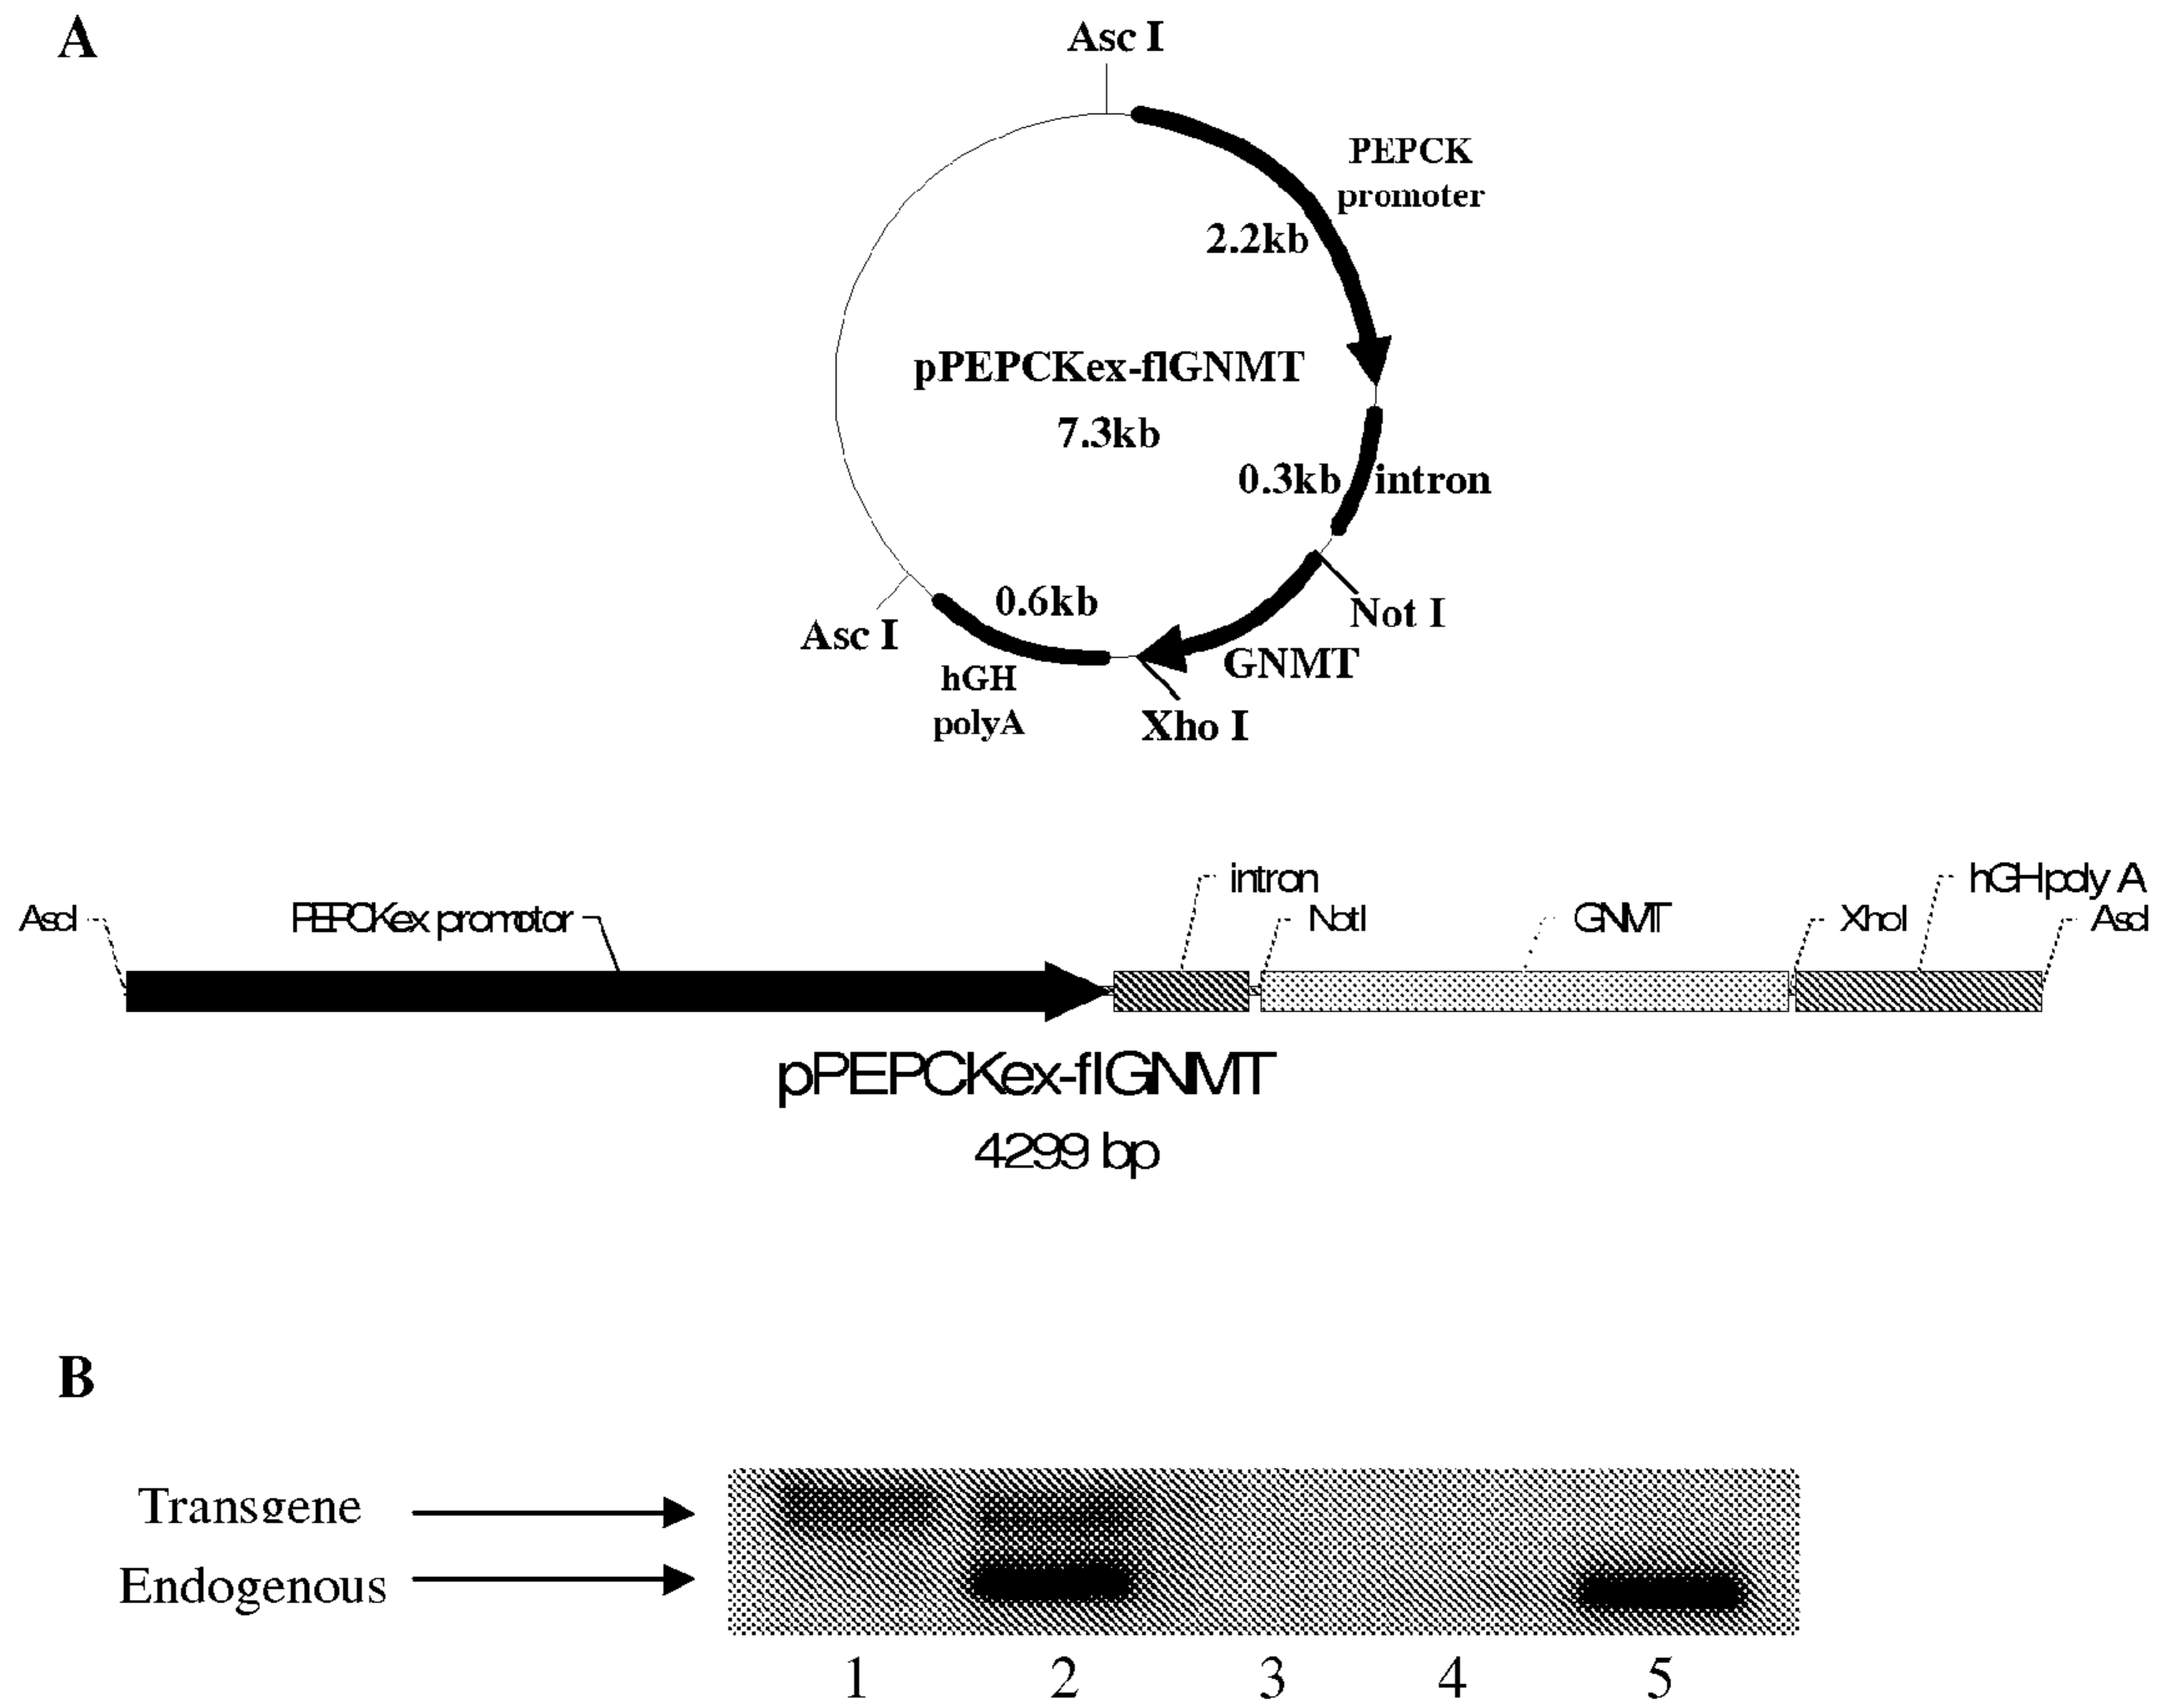 A
Asc I
PEPCK
promoter
2.2kb
pPEPCKex-flGNMT
7.3kb
0.3kb
intron
Not I
0.6kb
Asc I
GNMT
hGH
polyA
Xho I
intron
hGHpoly A
AscI
PEPCKex promotor
NotI
GNMT
XhoI
AscI
pPEPCKex-flGNMT
4299 bp
B
Transgene
Endogenous
1 2 3 4 5